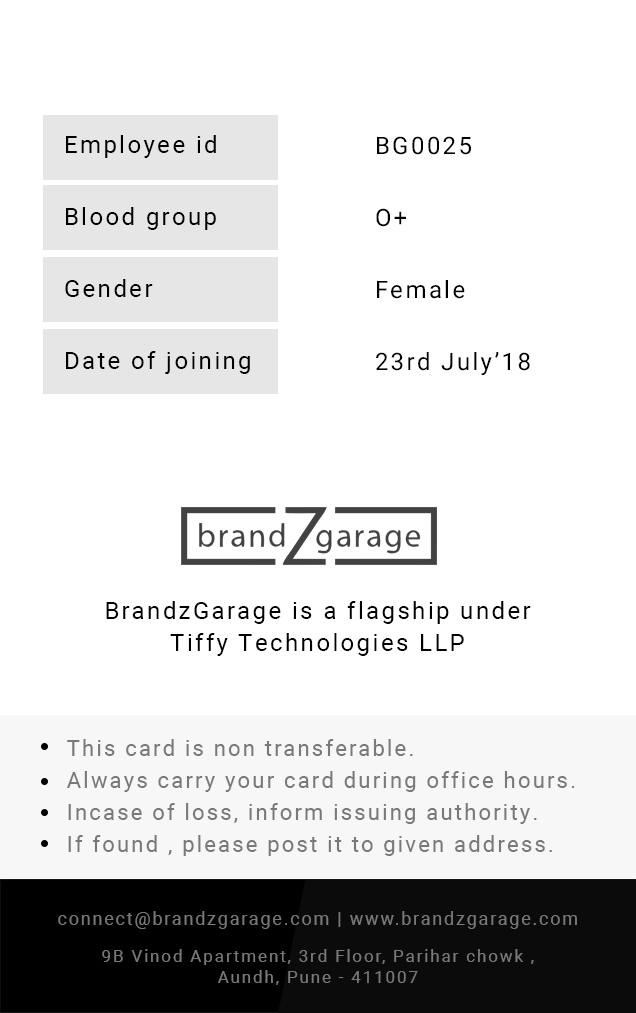 Employee id BG0025
Blood group O+
Gender Female
Date of joining 23rd July’18
brandZgarage
BrandzGarage is a flagship under
Tiffy Technologies LLP
• This card is non transferable.
• Always carry your card during office hours.
• Incase of loss, inform issuing authority.
• If found , please post it to given address.
connect@brandzgarage.com | www.brandzgarage.com
9B Vinod Apartment, 3rd Floor, Parihar chowk ,
Aundh, Pune - 411007